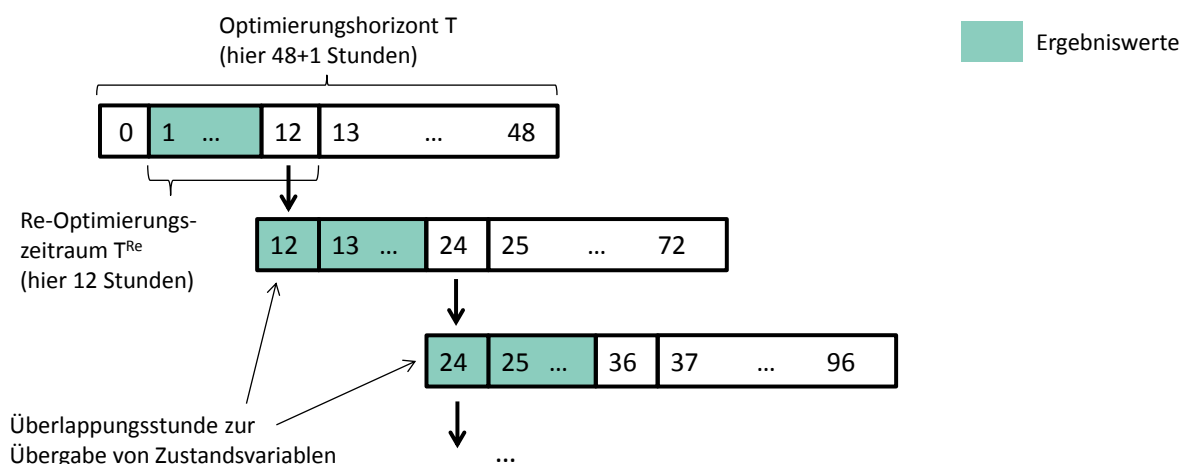 Optimierungshorizont T
(hier 48+1 Stunden)
Ergebniswerte
0 1 ... 12 13 ... 48
Re-Optimierungs-
zeitraum T^Re
(hier 12 Stunden)
12 13 ... 24 25 ... 72
24 25 ... 36 37 ... 96
Überlappungsstunde zur
Übergabe von Zustandsvariablen
...